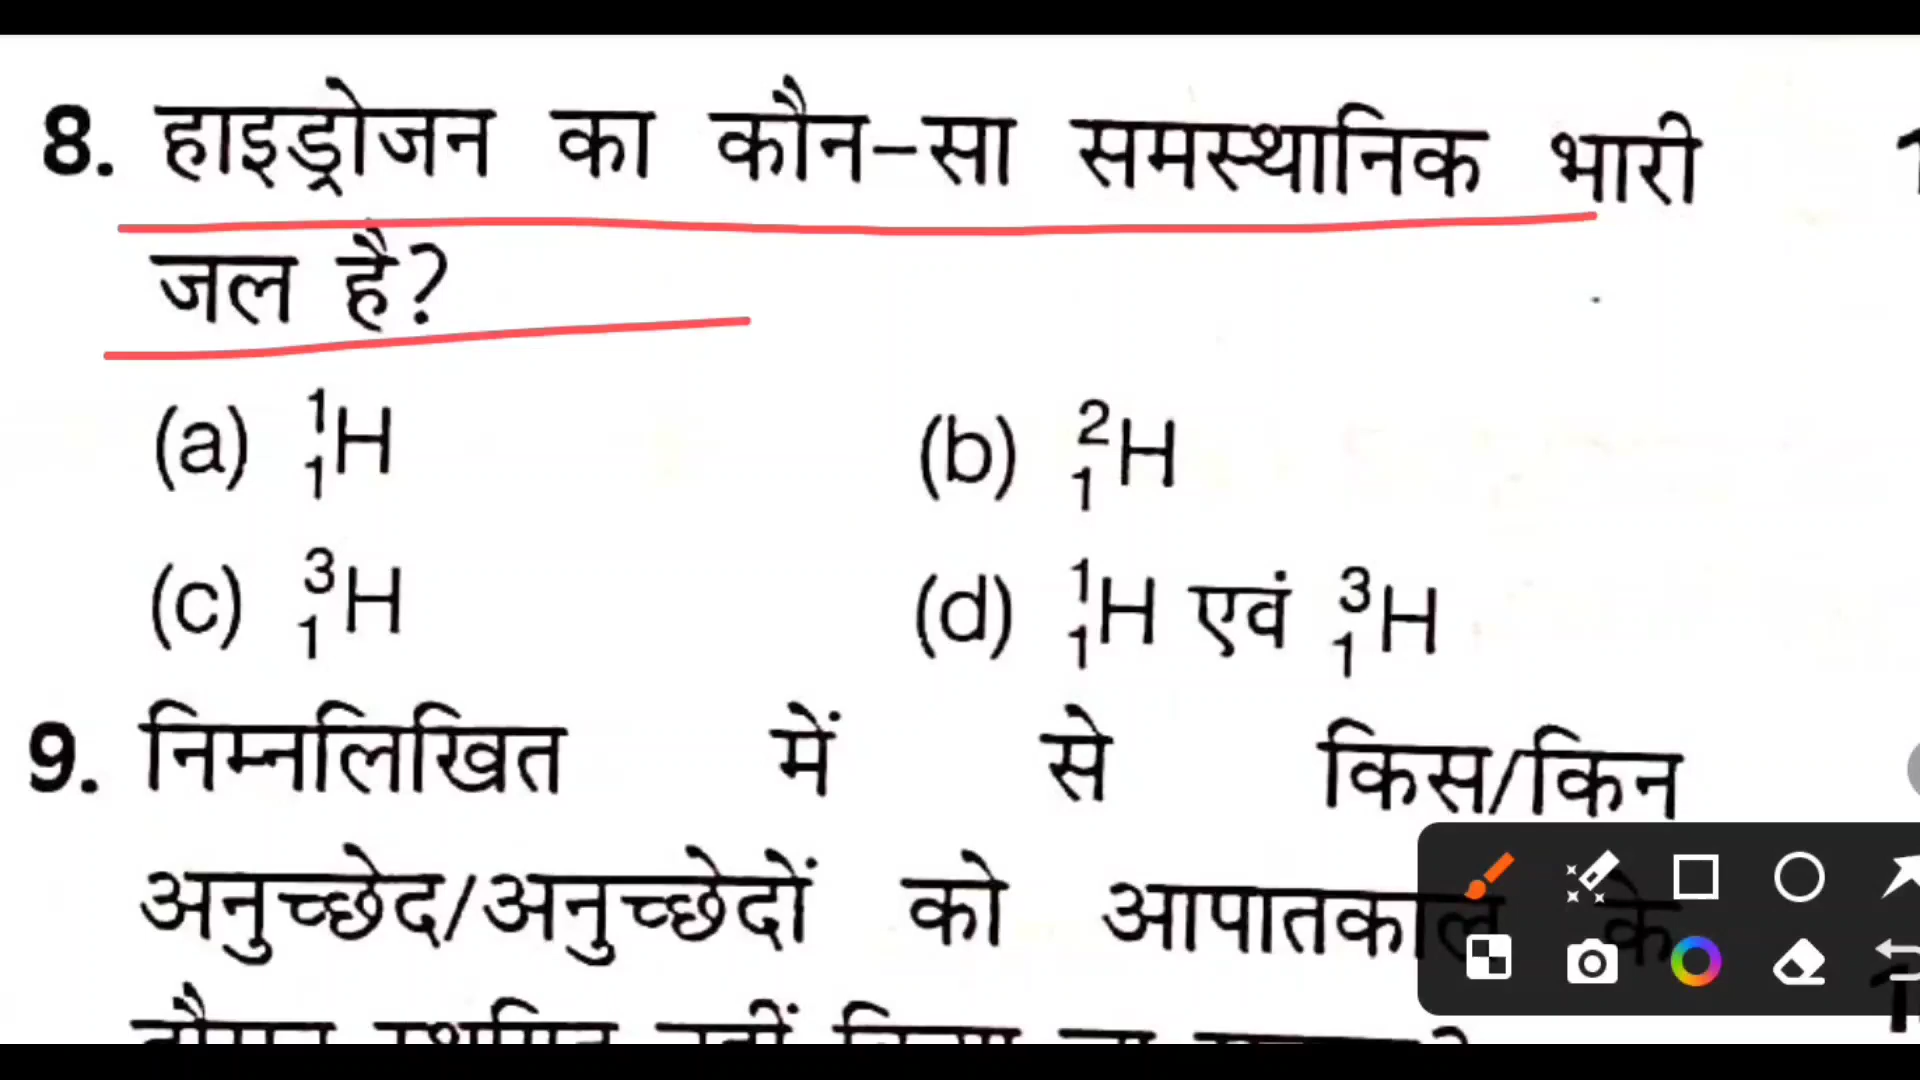 8. हाइड्रोजन का कौन-सा समस्थानिक भारी
जल है?
(a) ¹₁H (b) ²₁H
(c) ³₁H (d) ¹₁H एवं ³₁H
9. निम्नलिखित में से किस/किन
अनुच्छेद/अनुच्छेदों को आपातकाल के